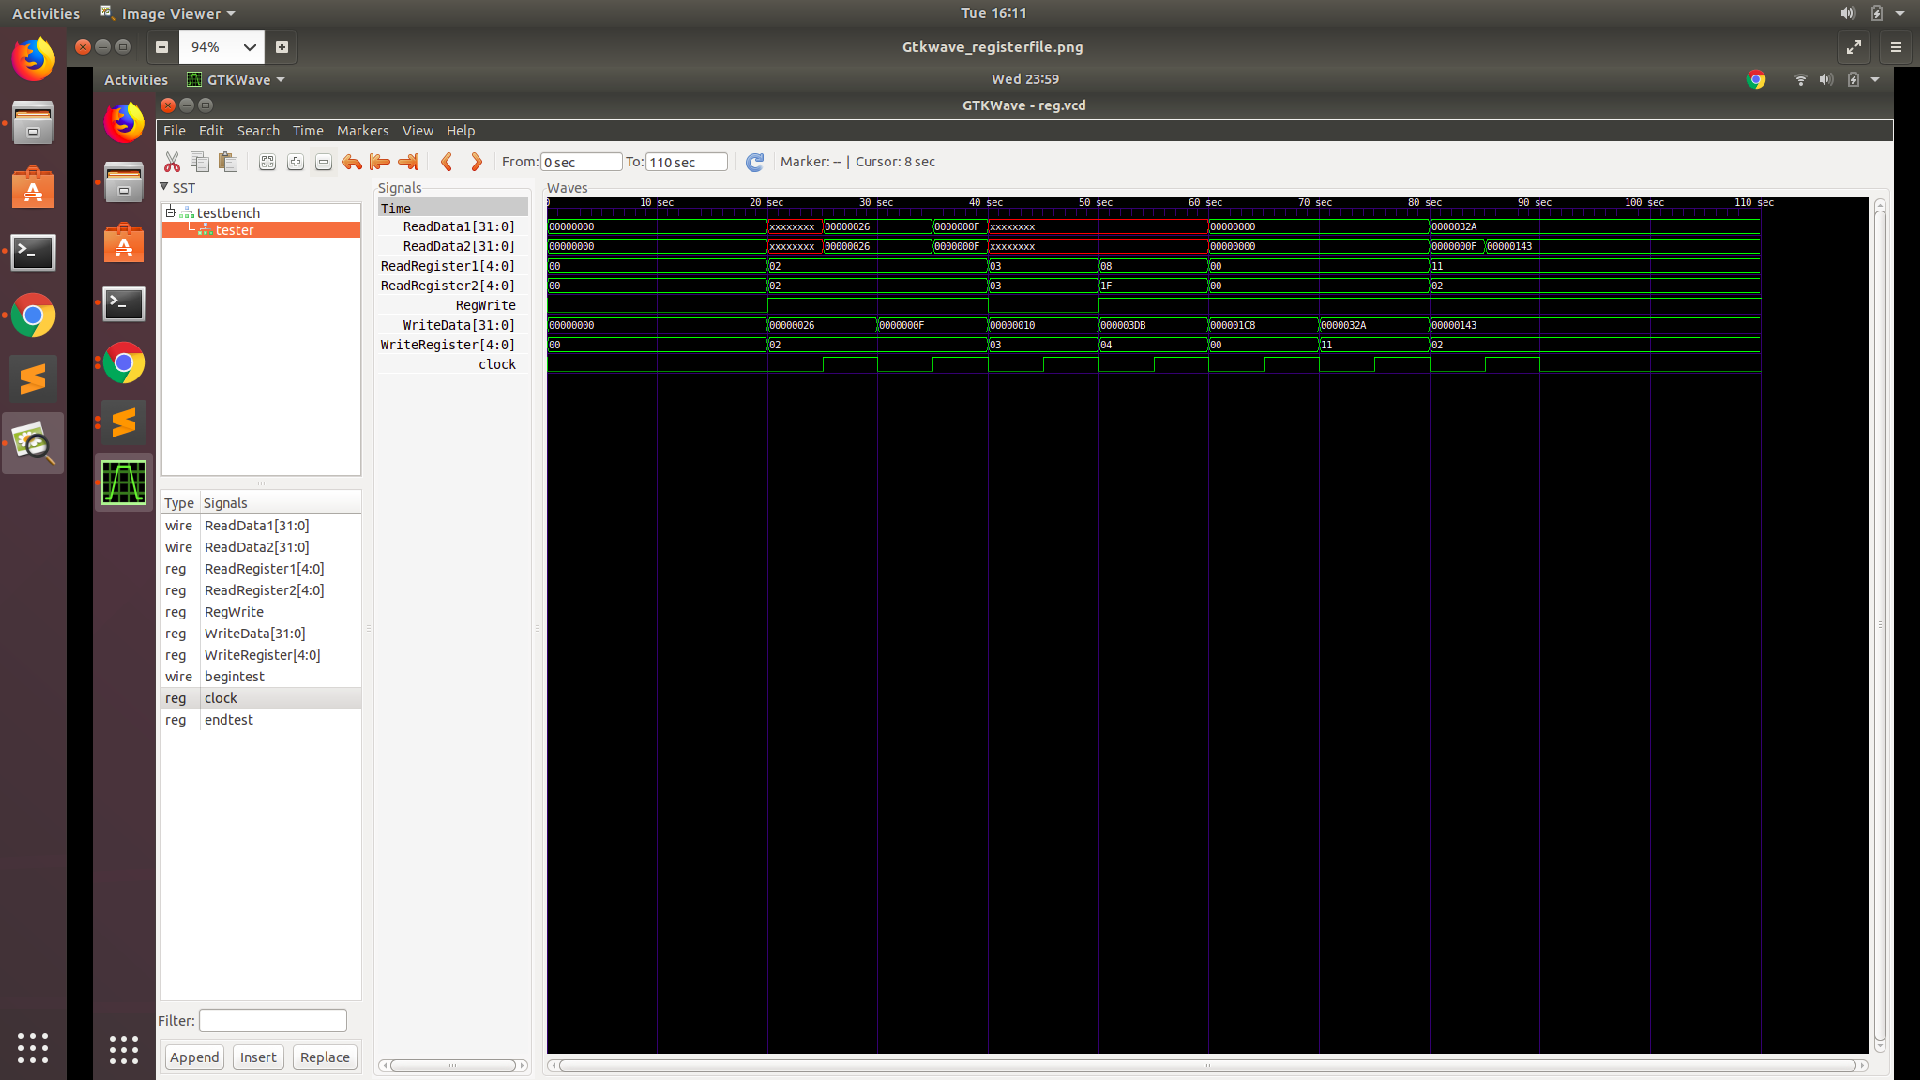 Activities Image Viewer Tue 16:11
94% Gtkwave_registerfile.png
Activities GTKWave Wed 23:59
GTKWave - reg.vcd
File Edit Search Time Markers View Help
From: 0 sec To: 110 sec Marker: -- | Cursor: 8 sec
SST
testbench
tester
Type Signals
wire ReadData1[31:0]
wire ReadData2[31:0]
reg ReadRegister1[4:0]
reg ReadRegister2[4:0]
reg RegWrite
reg WriteData[31:0]
reg WriteRegister[4:0]
wire begintest
reg clock
reg endtest
Filter:
Append Insert Replace
Signals
Time
ReadData1[31:0]
ReadData2[31:0]
ReadRegister1[4:0]
ReadRegister2[4:0]
RegWrite
WriteData[31:0]
WriteRegister[4:0]
clock
Waves
0 10 sec 20 sec 30 sec 40 sec 50 sec 60 sec 70 sec 80 sec 90 sec 100 sec 110 sec
00000000 xxxxxxxx 00000026 0000000F xxxxxxxx 00000000 0000032A
00000000 xxxxxxxx 00000026 0000000F xxxxxxxx 00000000 0000000F 00000143
00 02 03 08 00 11
00 02 03 1F 00 02
00000000 00000026 0000000F 00000010 000003DB 000001C8 0000032A 00000143
00 02 03 04 00 11 02